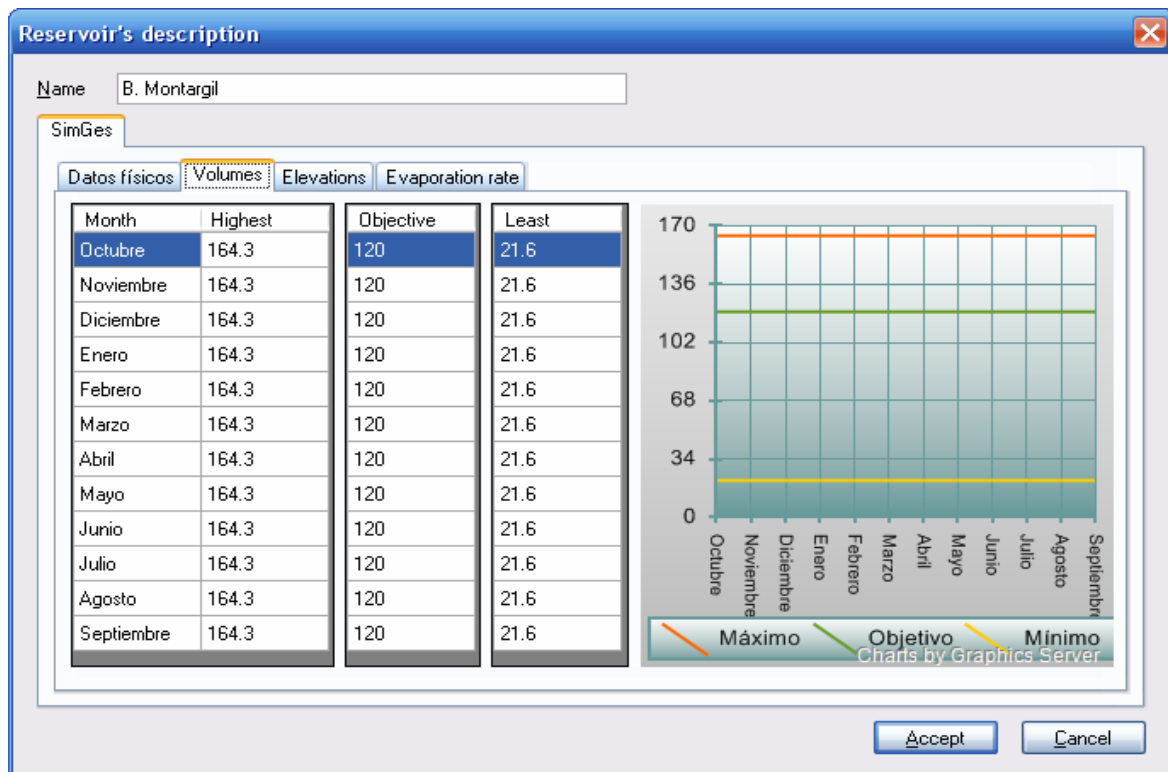 Reservoir's description
Name B. Montargil
SimGes
Datos físicos Volumes Elevations Evaporation rate
Month Highest Objective Least
Octubre 164.3 120 21.6
Noviembre 164.3 120 21.6
Diciembre 164.3 120 21.6
Enero 164.3 120 21.6
Febrero 164.3 120 21.6
Marzo 164.3 120 21.6
Abril 164.3 120 21.6
Mayo 164.3 120 21.6
Junio 164.3 120 21.6
Julio 164.3 120 21.6
Agosto 164.3 120 21.6
Septiembre 164.3 120 21.6
170
136
102
68
34
0
Octubre
Noviembre
Diciembre
Enero
Febrero
Marzo
Abril
Mayo
Junio
Julio
Agosto
Septiembre
Máximo Objetivo Mínimo
Charts by Graphics Server
Accept Cancel